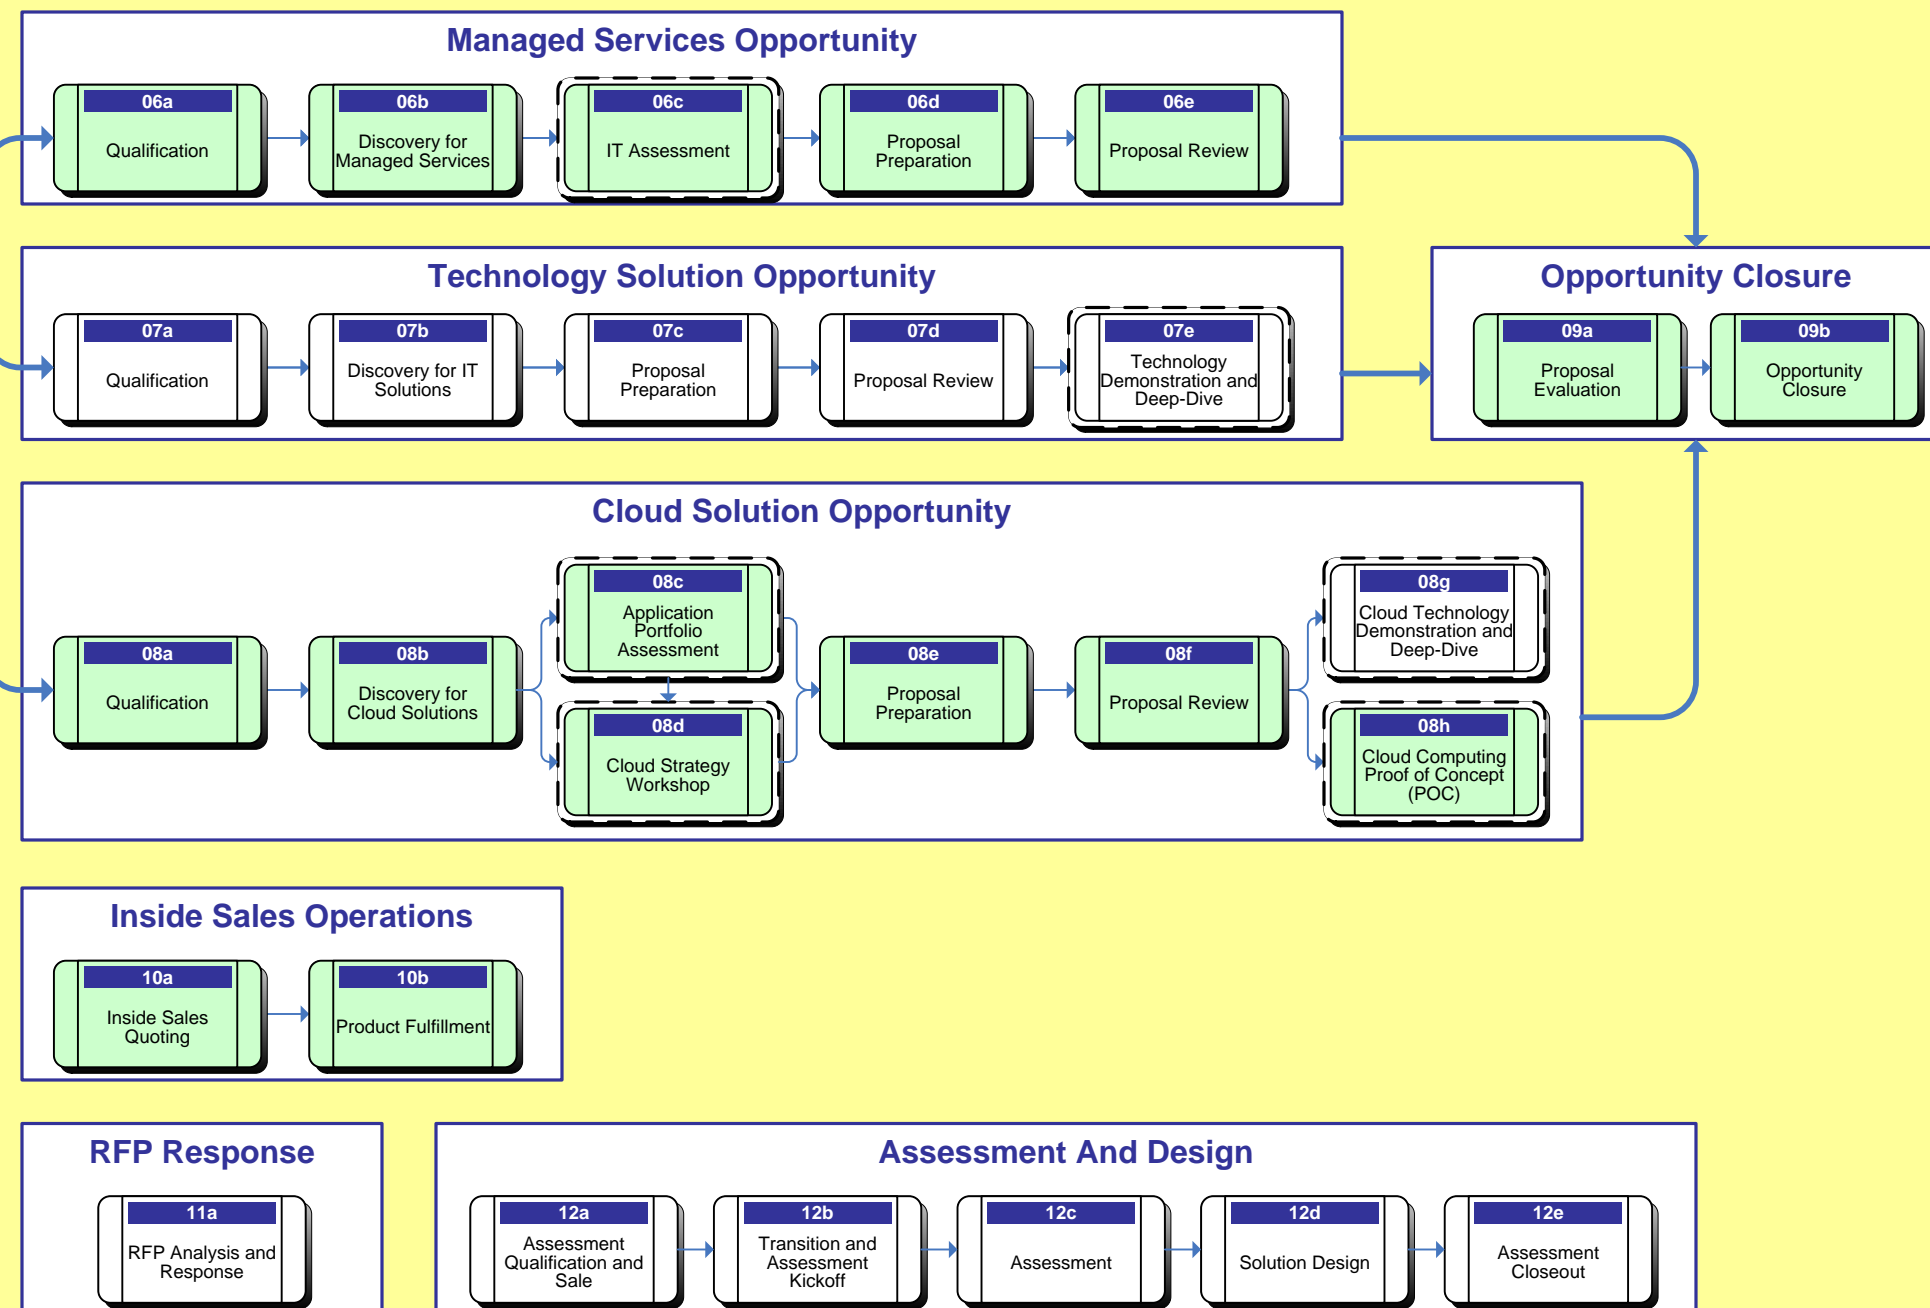 Managed Services Opportunity
06a
Qualification
06b
Discovery for
Managed Services
06c
IT Assessment
06d
Proposal
Preparation
06e
Proposal Review
Technology Solution Opportunity
07a
Qualification
07b
Discovery for IT
Solutions
07c
Proposal
Preparation
07d
Proposal Review
07e
Technology
Demonstration and
Deep-Dive
Opportunity Closure
09a
Proposal
Evaluation
09b
Opportunity
Closure
Cloud Solution Opportunity
08a
Qualification
08b
Discovery for
Cloud Solutions
08c
Application
Portfolio
Assessment
08d
Cloud Strategy
Workshop
08e
Proposal
Preparation
08f
Proposal Review
08g
Cloud Technology
Demonstration and
Deep-Dive
08h
Cloud Computing
Proof of Concept
(POC)
Inside Sales Operations
10a
Inside Sales
Quoting
10b
Product Fulfillment
RFP Response
11a
RFP Analysis and
Response
Assessment And Design
12a
Assessment
Qualification and
Sale
12b
Transition and
Assessment
Kickoff
12c
Assessment
12d
Solution Design
12e
Assessment
Closeout